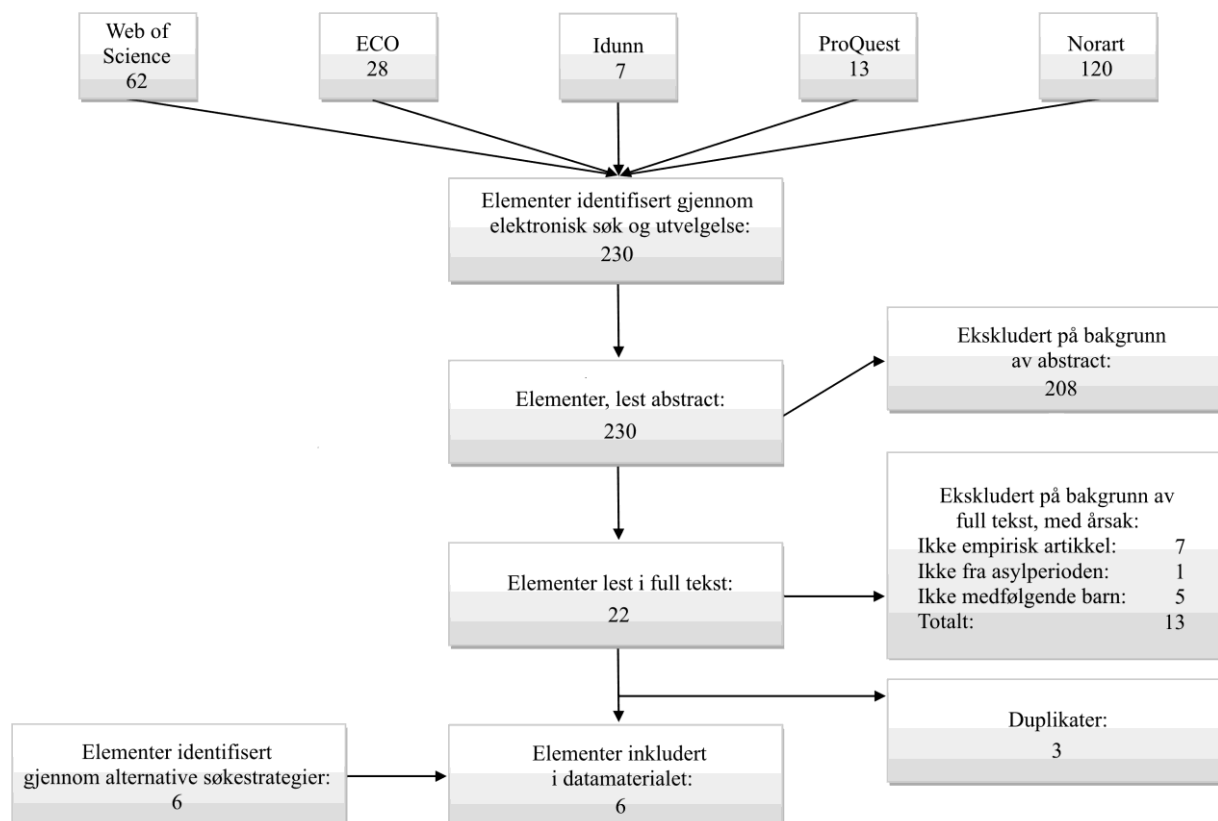 Web of
Science
62
ECO
28
Idunn
7
ProQuest
13
Norart
120
Elementer identifisert gjennom
elektronisk søk og utvelgelse:
230
Ekskludert på bakgrunn
av abstract:
208
Elementer, lest abstract:
230
Ekskludert på bakgrunn av
full tekst, med årsak:
Ikke empirisk artikkel: 7
Ikke fra asylperioden: 1
Ikke medfølgende barn: 5
Totalt: 13
Elementer lest i full tekst:
22
Duplikater:
3
Elementer identifisert
gjennom alternative søkestrategier:
6
Elementer inkludert
i datamaterialet:
6